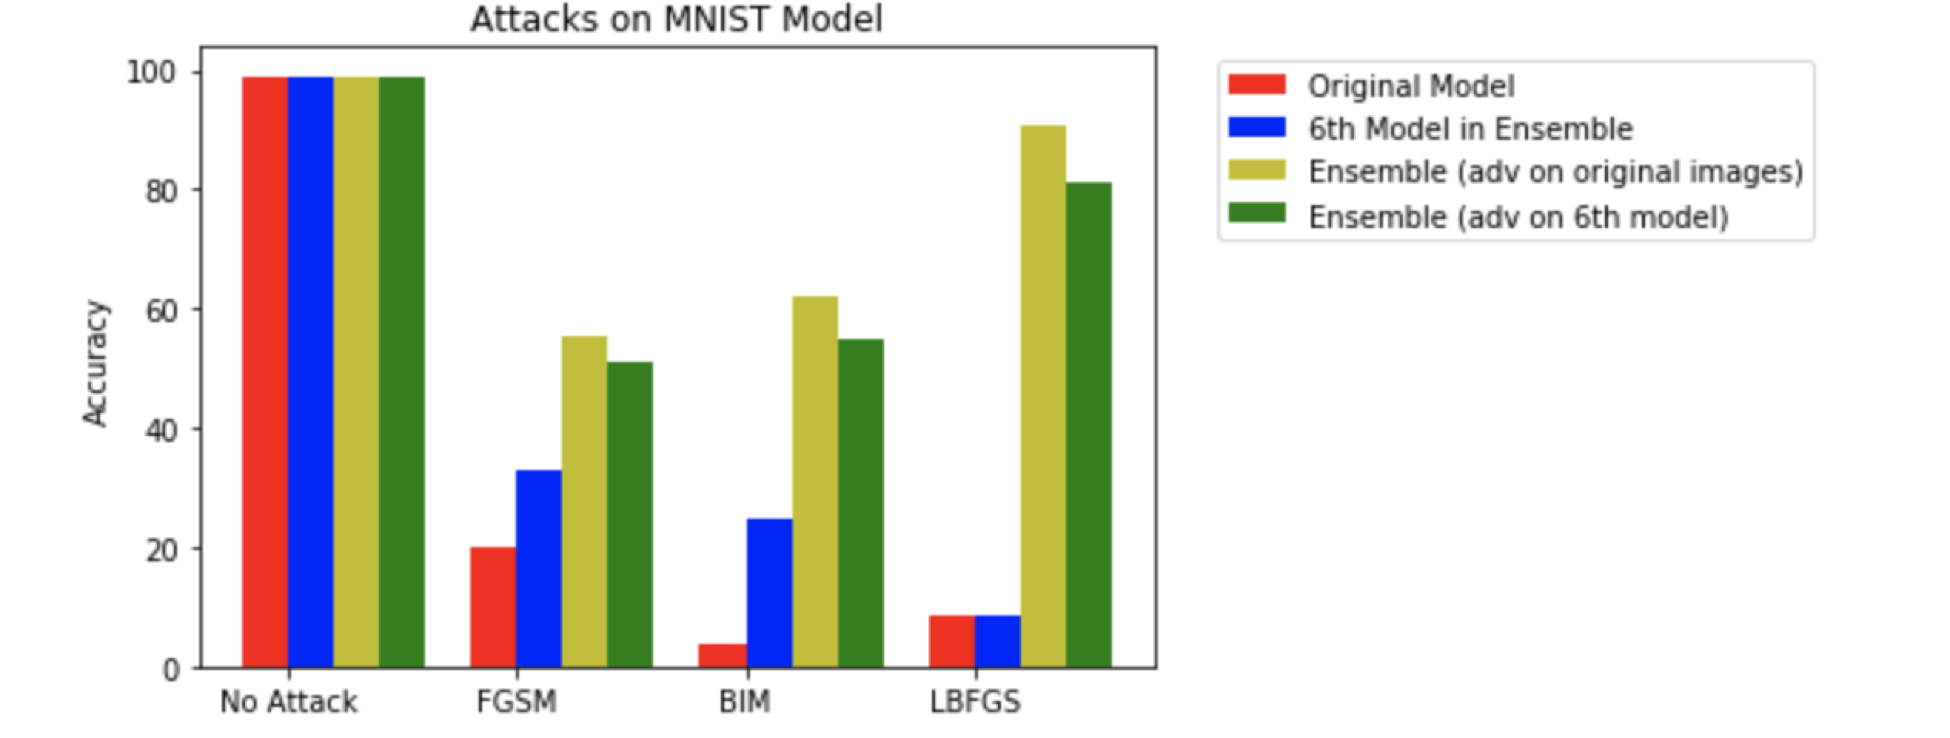 Attacks on MNIST Model
100
80
60
40
20
0
Accuracy
No Attack
FGSM
BIM
LBFGS
Original Model
6th Model in Ensemble
Ensemble (adv on original images)
Ensemble (adv on 6th model)